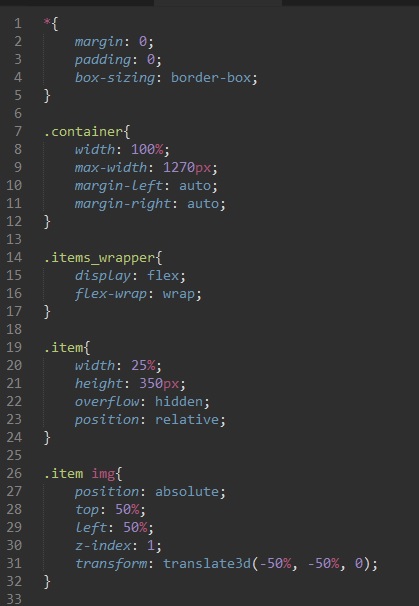 1 *{
2 margin: 0;
3 padding: 0;
4 box-sizing: border-box;
5 }
6
7 .container{
8 width: 100%;
9 max-width: 1270px;
10 margin-left: auto;
11 margin-right: auto;
12 }
13
14 .items_wrapper{
15 display: flex;
16 flex-wrap: wrap;
17 }
18
19 .item{
20 width: 25%;
21 height: 350px;
22 overflow: hidden;
23 position: relative;
24 }
25
26 .item img{
27 position: absolute;
28 top: 50%;
29 left: 50%;
30 z-index: 1;
31 transform: translate3d(-50%, -50%, 0);
32 }
33